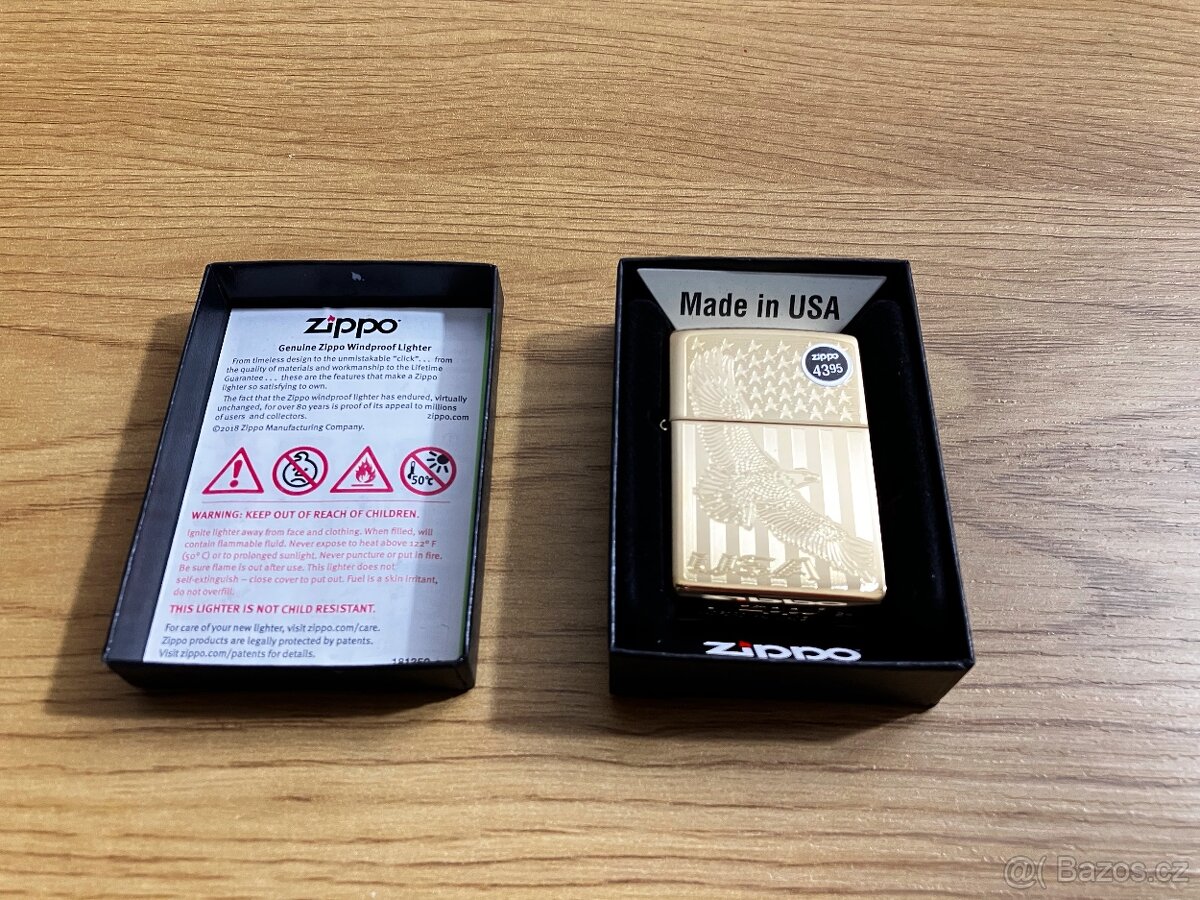 Zippo
Genuine Zippo Windproof Lighter
From timeless design to the unmistakable "click"... from
the quality of materials and workmanship to the Lifetime
Guarantee... these are the features that make a Zippo
lighter so satisfying to own.
The fact that the Zippo windproof lighter has endured, virtually
unchanged, for over 80 years is proof of its appeal to millions
of users and collectors. zippo.com
©2018 Zippo Manufacturing Company.
50°C
WARNING: KEEP OUT OF REACH OF CHILDREN.
Ignite lighter away from face and clothing. When filled, will
contain flammable fluid. Never expose to heat above 122° F
(50° C) or to prolonged sunlight. Never puncture or put in fire.
Be sure flame is out after use. This lighter does not
self-extinguish – close cover to put out. Fuel is a skin irritant,
do not overfill.
THIS LIGHTER IS NOT CHILD RESISTANT.
For care of your new lighter, visit zippo.com/care.
Zippo products are legally protected by patents.
Visit zippo.com/patents for details.
Made in USA
zippo
4395
USA
Zippo
@( Bazos.cz